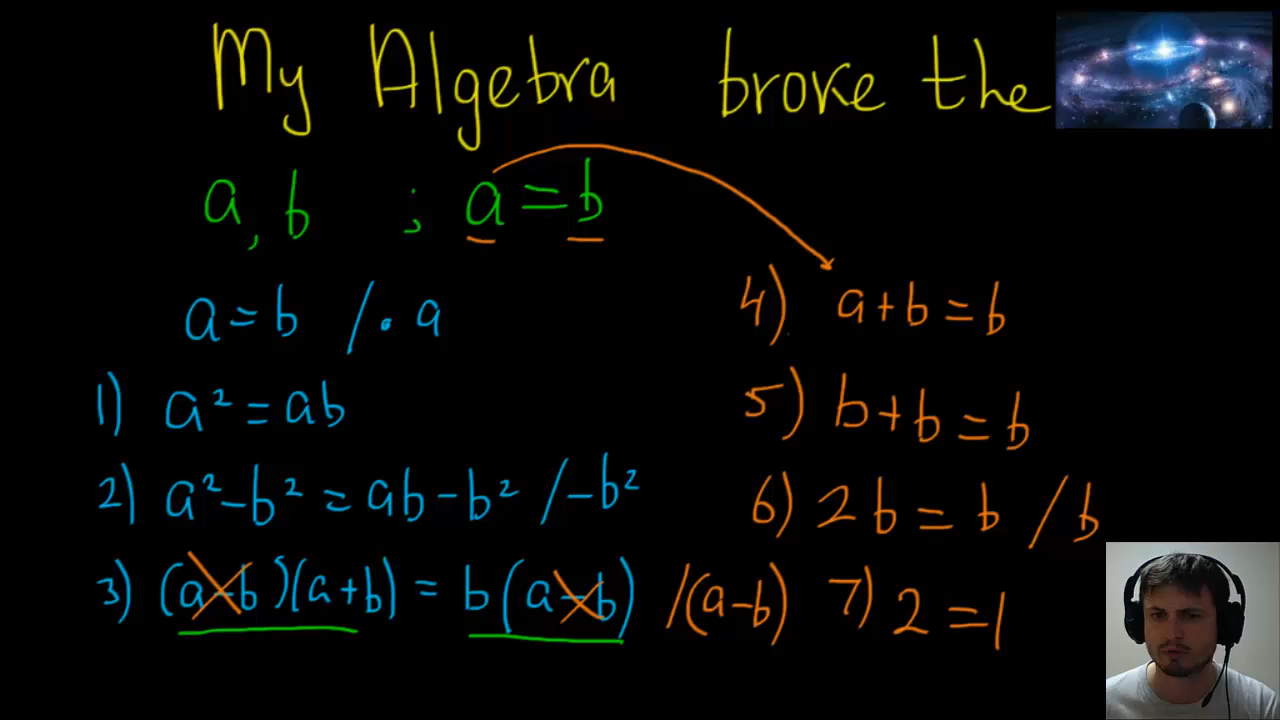 My Algebra broke the
a, b ; a = b
a = b / · a
1) a² = ab
2) a² - b² = ab - b² / -b²
3) (a-b)(a+b) = b(a-b) /(a-b)
4) a+b = b
5) b+b = b
6) 2b = b / b
7) 2 = 1